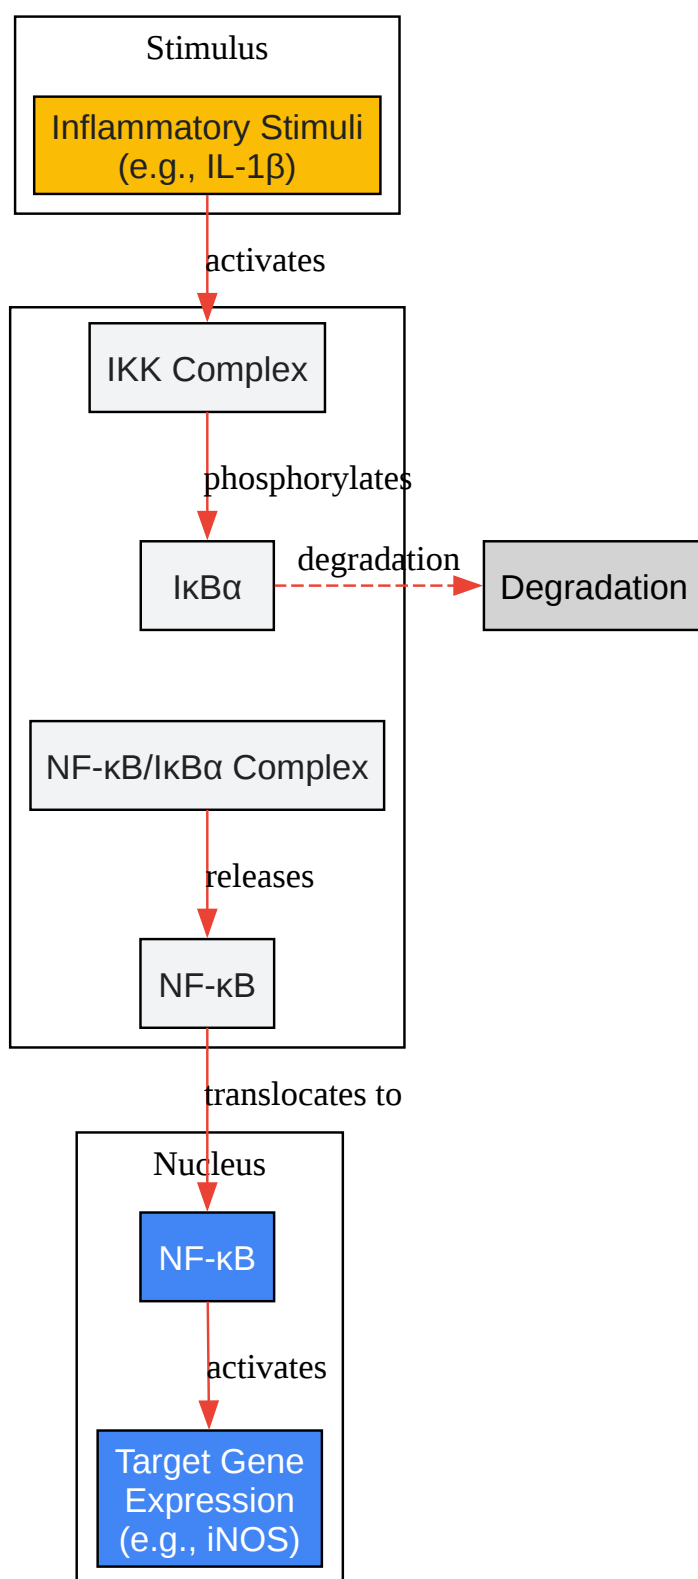 Stimulus
Inflammatory Stimuli
(e.g., IL-1β)
activates
IKK Complex
phosphorylates
IκBα
degradation
Degradation
NF-κB/IκBα Complex
releases
NF-κB
translocates to
Nucleus
NF-κB
activates
Target Gene
Expression
(e.g., iNOS)